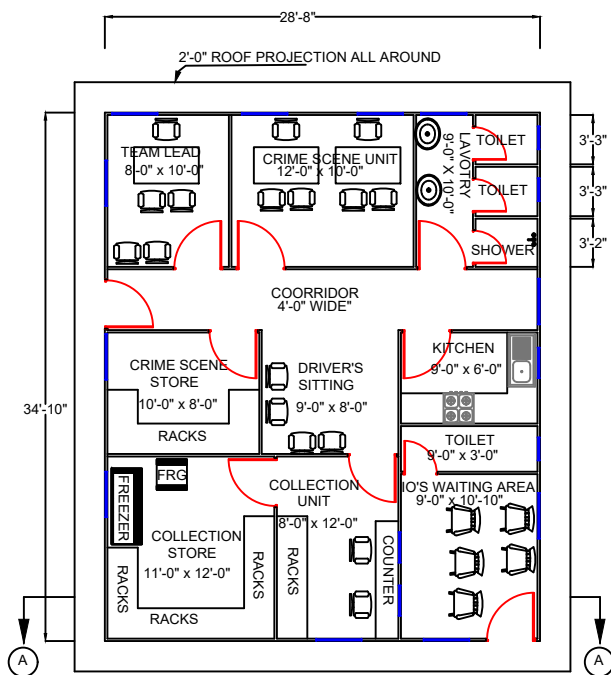 28'-8"
2'-0" ROOF PROJECTION ALL AROUND
TEAM LEAD
8-0" x 10'-0"
CRIME SCENE UNIT
12'-0" x 10'-0"
LAVOTRY
9'-0" X 10'-0"
TOILET
3'-3"
TOILET
3'-3"
SHOWER
3'-2"
COORRIDOR
4'-0" WIDE"
34'-10"
CRIME SCENE
STORE
10'-0" x 8'-0"
RACKS
DRIVER'S
SITTING
9'-0" x 8'-0"
KITCHEN
9'-0" x 6'-0"
TOILET
9'-0" x 3'-0"
FRG
FREEZER
COLLECTION
STORE
11'-0" x 12'-0"
RACKS
RACKS
RACKS
COLLECTION
UNIT
8'-0" x 12'-0"
RACKS
COUNTER
IO'S WAITING AREA
9'-0" x 10'-10"
A
A